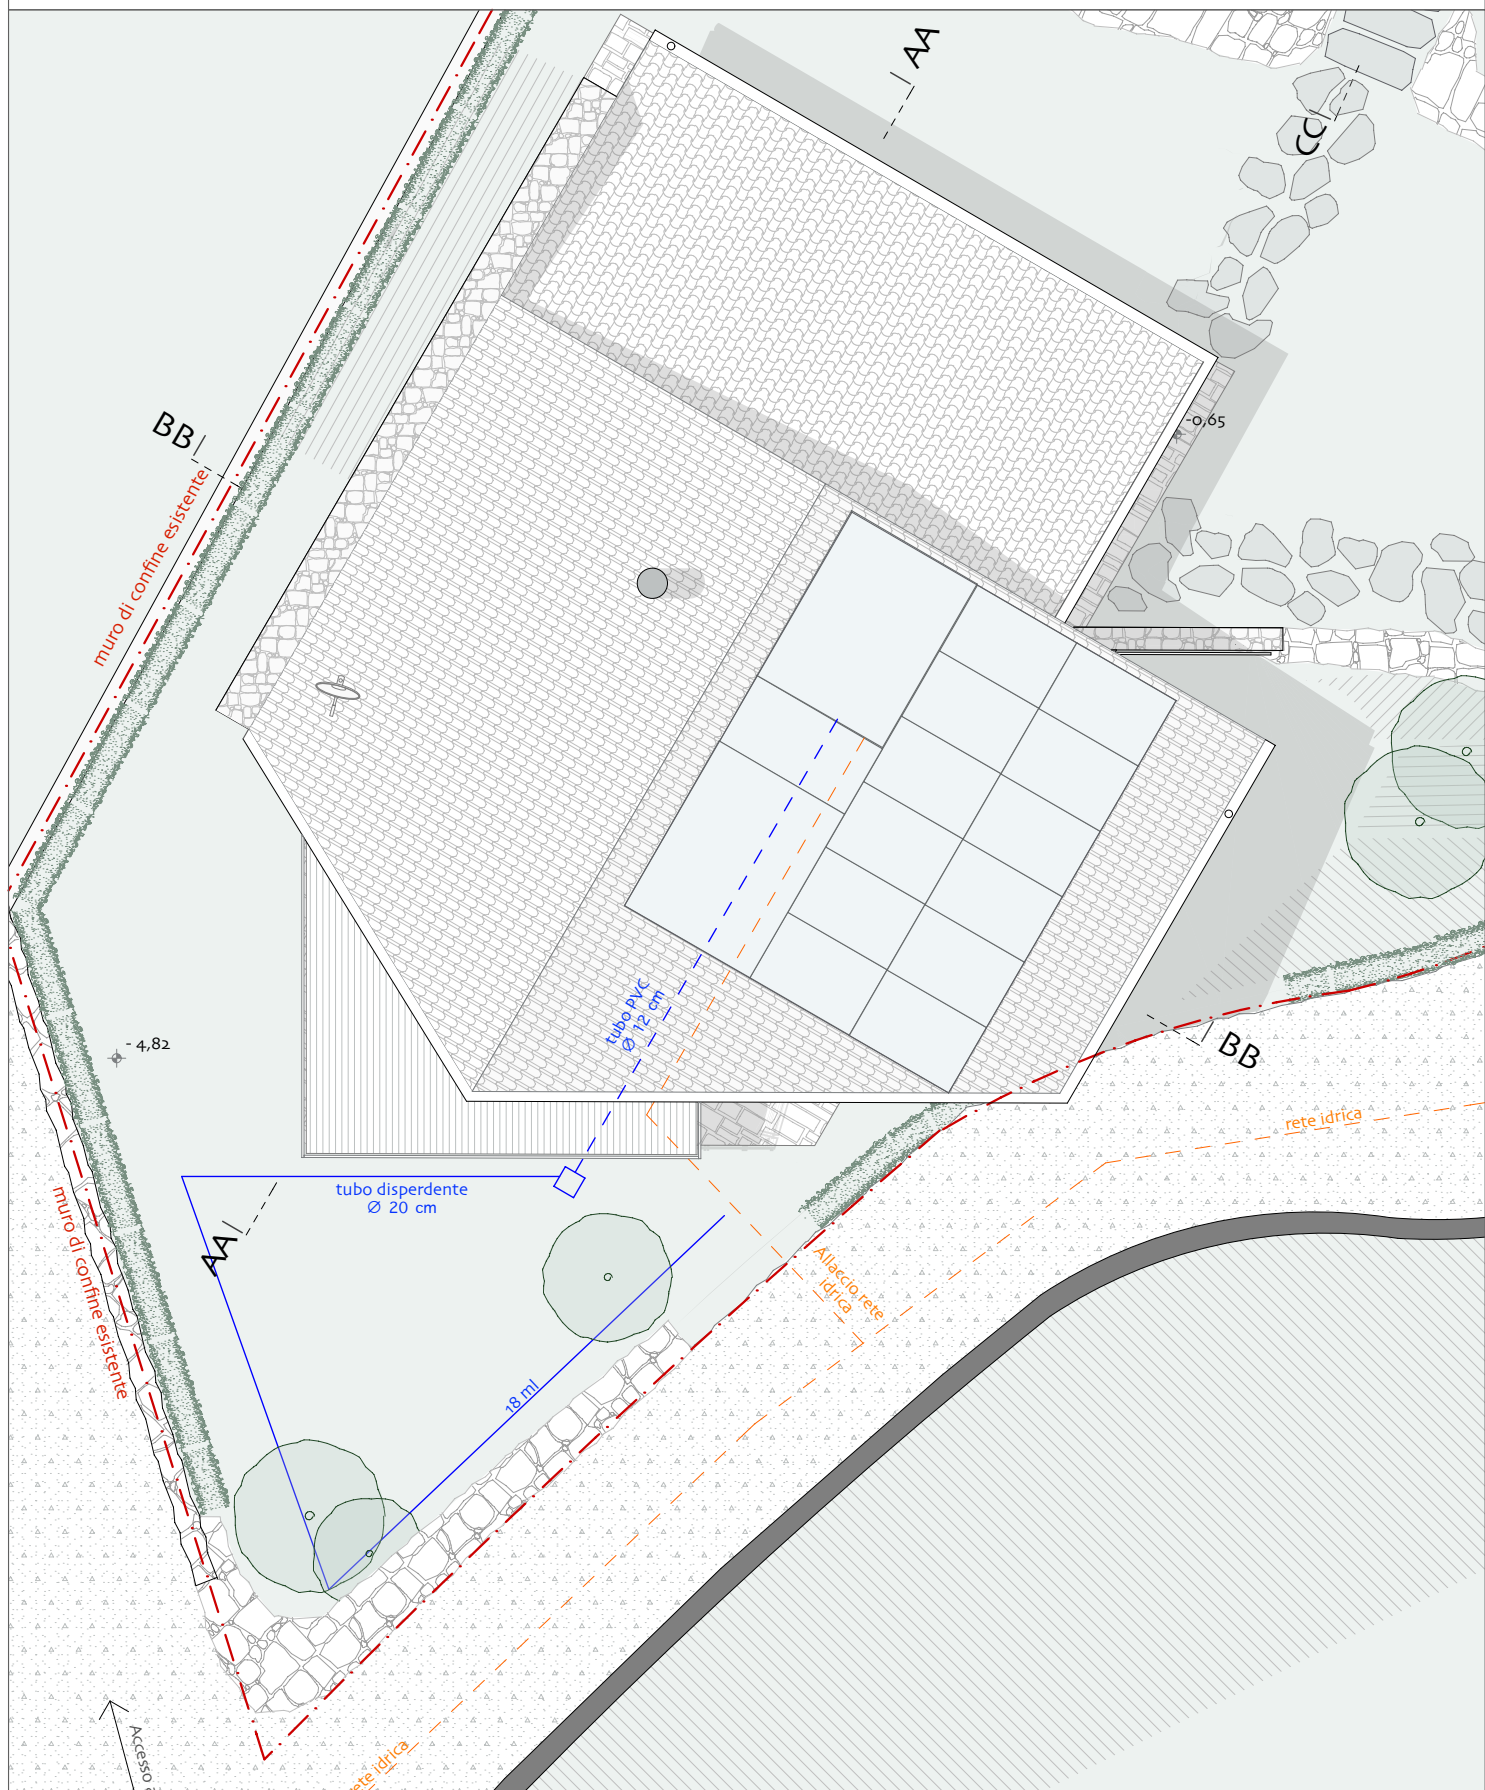 AA
CC
BB
muro di confine esistente
-0,65
- 4,82
tubo PVC
Ø 12 cm
BB
rete idrica
tubo disperdente
Ø 20 cm
AA
muro di confine esistente
Allaccio rete
idrica
18 ml
Accesso
ete idrica